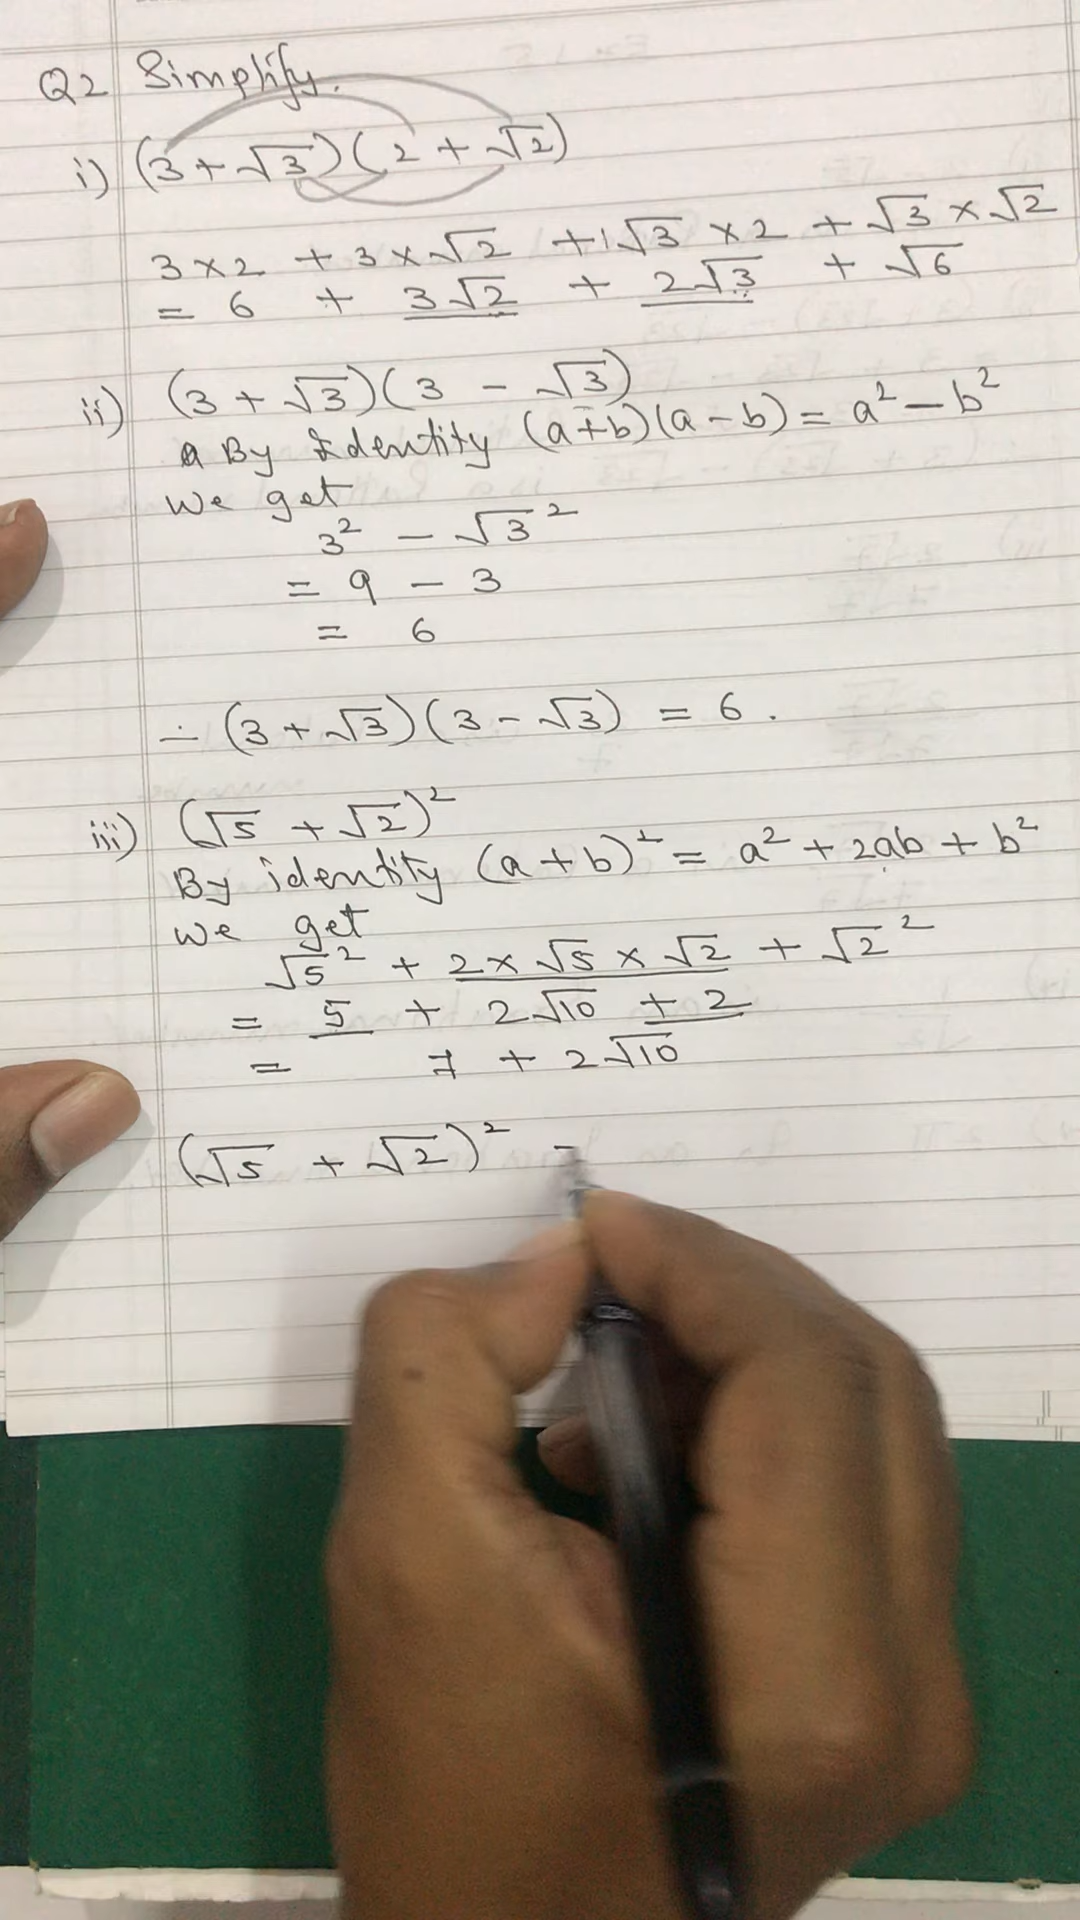 Q2 Simplify.
i) (3 + √3)(2 + √2)
3 × 2 + 3 × √2 + 1√3 × 2 + √3 × √2
= 6 + 3√2 + 2√3 + √6
ii) (3 + √3)(3 - √3)
By Identity (a+b)(a-b) = a² - b²
we get
3² - √3²
= 9 - 3
= 6
∴ (3 + √3)(3 - √3) = 6.
iii) (√5 + √2)²
By identity (a + b)² = a² + 2ab + b²
we get
√5² + 2 × √5 × √2 + √2²
= 5 + 2√10 + 2
= 7 + 2√10
(√5 + √2)² =